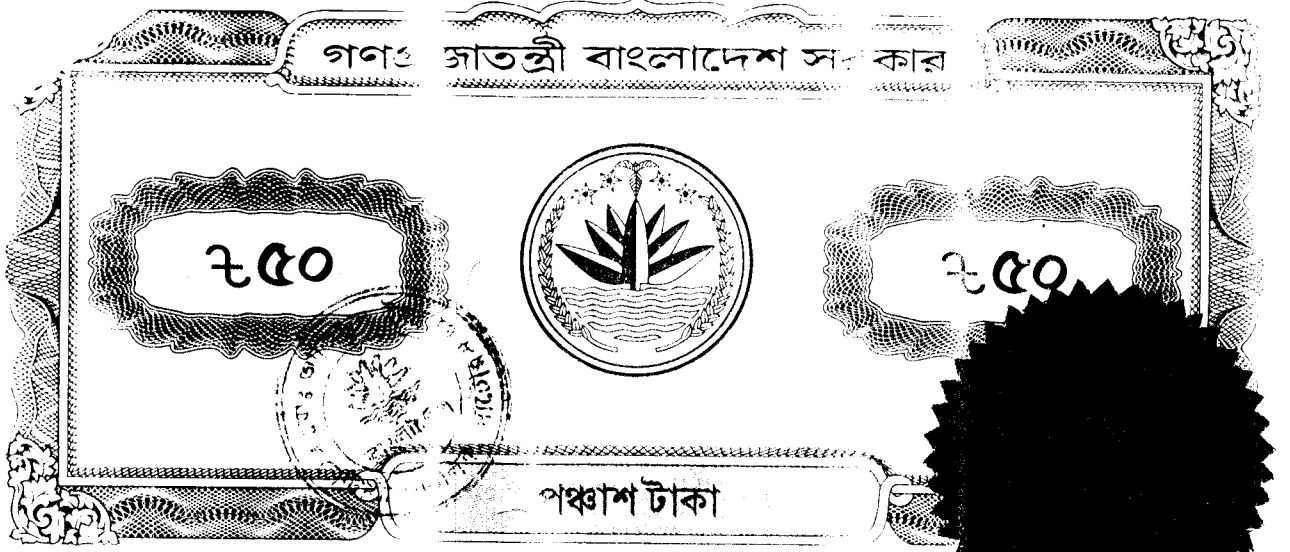 গণপ্রজাতন্ত্রী বাংলাদেশ সরকার
৳ ৫০
৳ ৫০
পঞ্চাশ টাকা